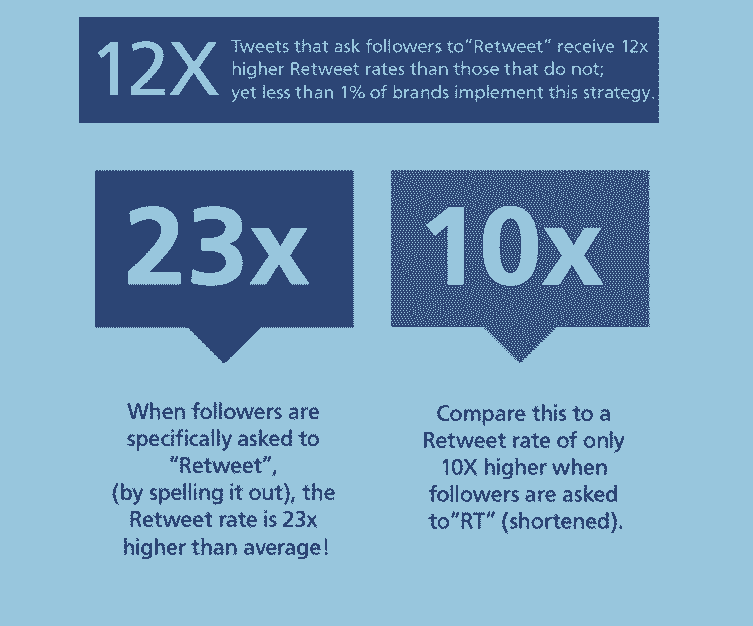 12X
Tweets that ask followers to“Retweet” receive 12x
higher Retweet rates than those that do not;
yet less than 1% of brands implement this strategy.
23x
When followers are
specifically asked to
“Retweet”,
(by spelling it out), the
Retweet rate is 23x
higher than average!
10x
Compare this to a
Retweet rate of only
10X higher when
followers are asked
to“RT” (shortened).